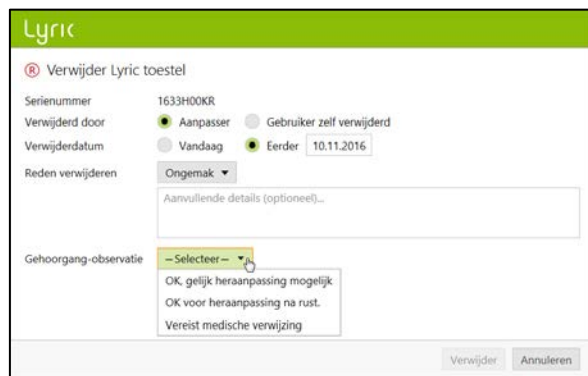 Lyric
R Verwijder Lyric toestel
Serienummer 1633H00KR
Verwijderd door Aanpasser Gebruiker zelf verwijderd
Verwijderdatum Vandaag Eerder 10.11.2016
Reden verwijderen Ongemak
Aanvullende details (optioneel)...
Gehoorgang-observatie —Selecteer—
OK, gelijk heraanpassing mogelijk
OK voor heraanpassing na rust.
Vereist medische verwijzing
Verwijder Annuleren